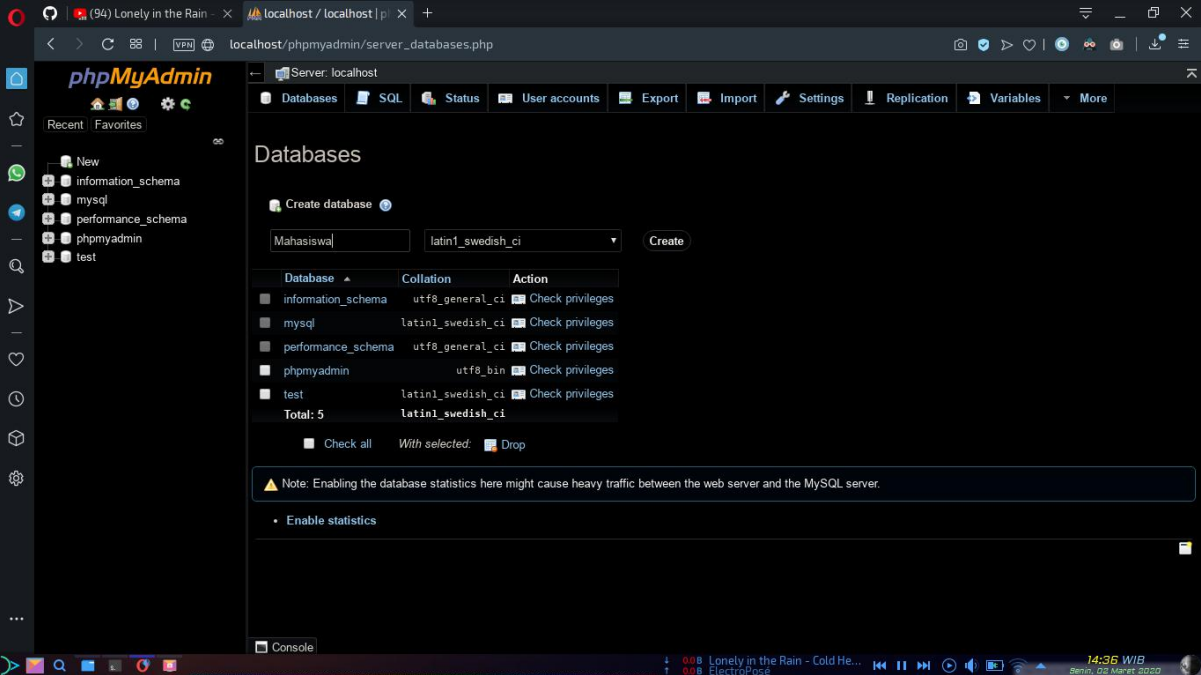 (94) Lonely in the Rain -
localhost / localhost | p
VPN
localhost/phpmyadmin/server_databases.php
phpMyAdmin
Recent Favorites
New
information_schema
mysql
performance_schema
phpmyadmin
test
Server: localhost
Databases SQL Status User accounts Export Import Settings Replication Variables More
Databases
Create database
Mahasiswa latin1_swedish_ci Create
Database Collation Action
information_schema utf8_general_ci Check privileges
mysql latin1_swedish_ci Check privileges
performance_schema utf8_general_ci Check privileges
phpmyadmin utf8_bin Check privileges
test latin1_swedish_ci Check privileges
Total: 5 latin1_swedish_ci
Check all With selected: Drop
Note: Enabling the database statistics here might cause heavy traffic between the web server and the MySQL server.
• Enable statistics
Console
0.0 B Lonely in the Rain - Cold He...
0.0 B ElectroPosé
14:36 WIB
Senin, 02 Maret 2020